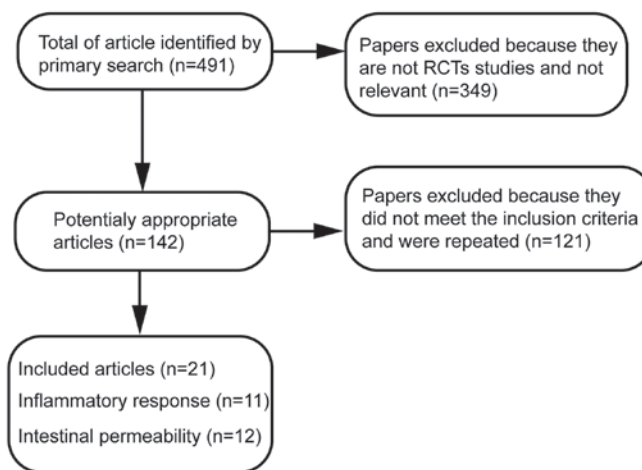 Total of article identified by
primary search (n=491)
Papers excluded because they
are not RCTs studies and not
relevant (n=349)
Potentialy appropriate
articles (n=142)
Papers excluded because they
did not meet the inclusion criteria
and were repeated (n=121)
Included articles (n=21)
Inflammatory response (n=11)
Intestinal permeability (n=12)